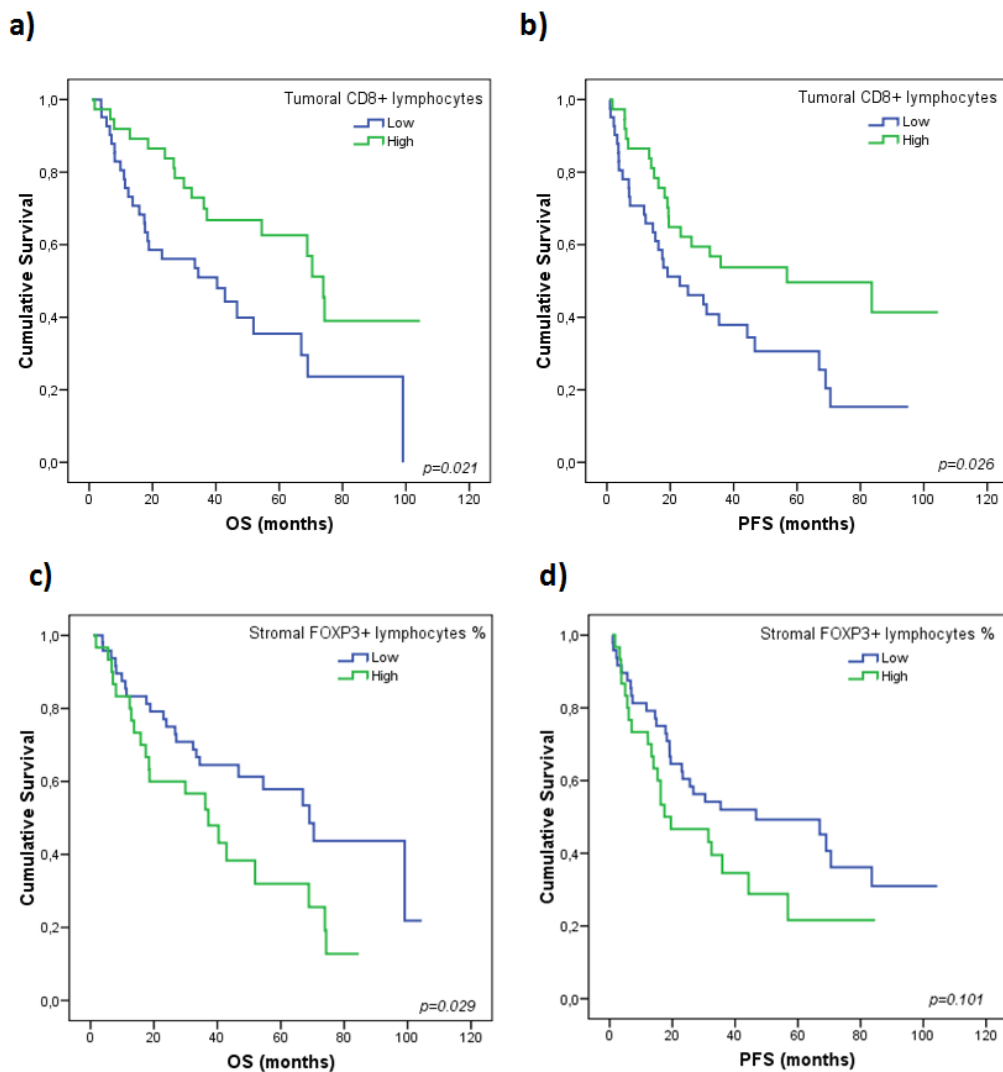 a)
Tumoral CD8+ lymphocytes
Low
High
1,0
0,8
0,6
0,4
0,2
0,0
Cumulative Survival
p=0.021
0 20 40 60 80 100 120
OS (months)
b)
Tumoral CD8+ lymphocytes
Low
High
1,0
0,8
0,6
0,4
0,2
0,0
Cumulative Survival
p=0.026
0 20 40 60 80 100 120
PFS (months)
c)
Stromal FOXP3+ lymphocytes %
Low
High
1,0
0,8
0,6
0,4
0,2
0,0
Cumulative Survival
p=0.029
0 20 40 60 80 100 120
OS (months)
d)
Stromal FOXP3+ lymphocytes %
Low
High
1,0
0,8
0,6
0,4
0,2
0,0
Cumulative Survival
p=0.101
0 20 40 60 80 100 120
PFS (months)